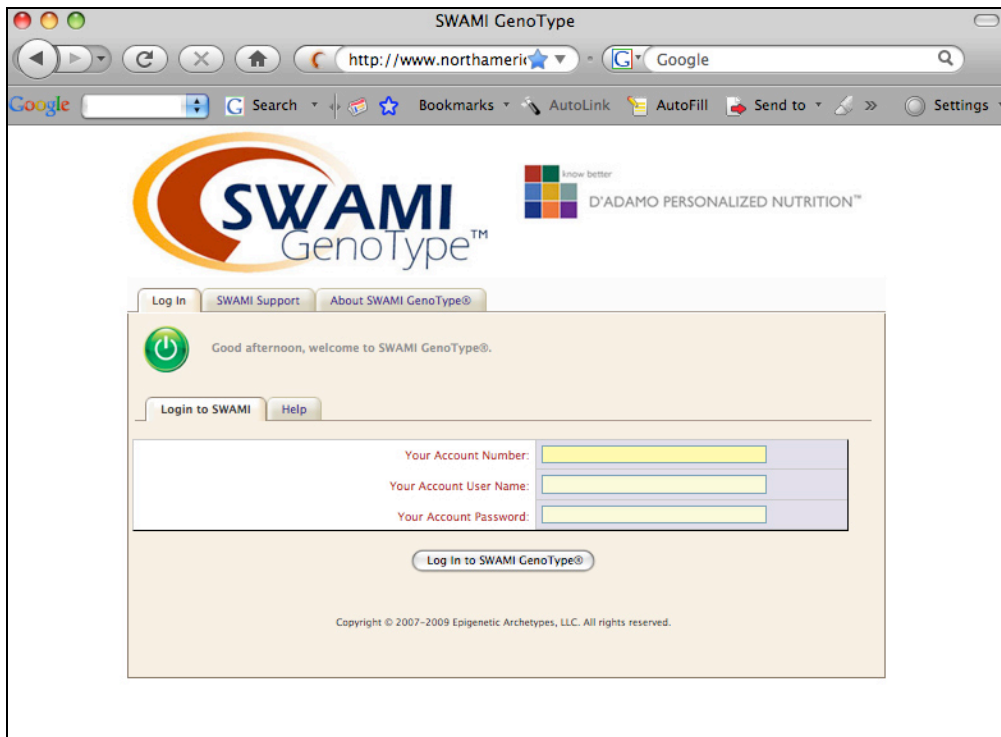 SWAMI GenoType
http://www.northameri
G Google
Google
G Search
Bookmarks
AutoLink
AutoFill
Send to
»
Settings
SWAMI
GenoType™
know better
D'ADAMO PERSONALIZED NUTRITION™
Log In
SWAMI Support
About SWAMI GenoType®
Good afternoon, welcome to SWAMI GenoType®.
Login to SWAMI
Help
Your Account Number:
Your Account User Name:
Your Account Password:
Log In to SWAMI GenoType®
Copyright © 2007-2009 Epigenetic Archetypes, LLC. All rights reserved.